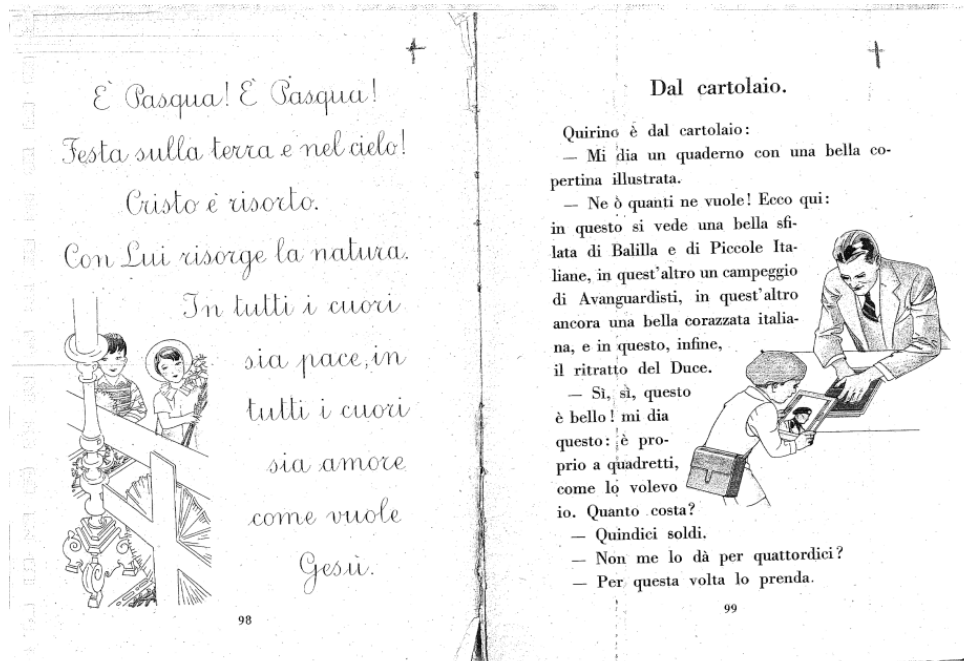 È Pasqua! È Pasqua!
Festa sulla terra e nel cielo!
Cristo è risorto.
Con Lui risorge la natura.
In tutti i cuori
sia pace, in
tutti i cuori
sia amore
come vuole
Gesù.
98
Dal cartolaio.
Quirino è dal cartolaio:
— Mi dia un quaderno con una bella co-
pertina illustrata.
— Ne ò quanti ne vuole! Ecco qui:
in questo si vede una bella sfi-
lata di Balilla e di Piccole Ita-
liane, in quest'altro un campeggio
di Avanguardisti, in quest'altro
ancora una bella corazzata italia-
na, e in questo, infine,
il ritratto del Duce.
— Sì, sì, questo
è bello! mi dia
questo: è pro-
prio a quadretti,
come lo volevo
io. Quanto costa?
— Quindici soldi.
— Non me lo dà per quattordici?
— Per questa volta lo prenda.
99